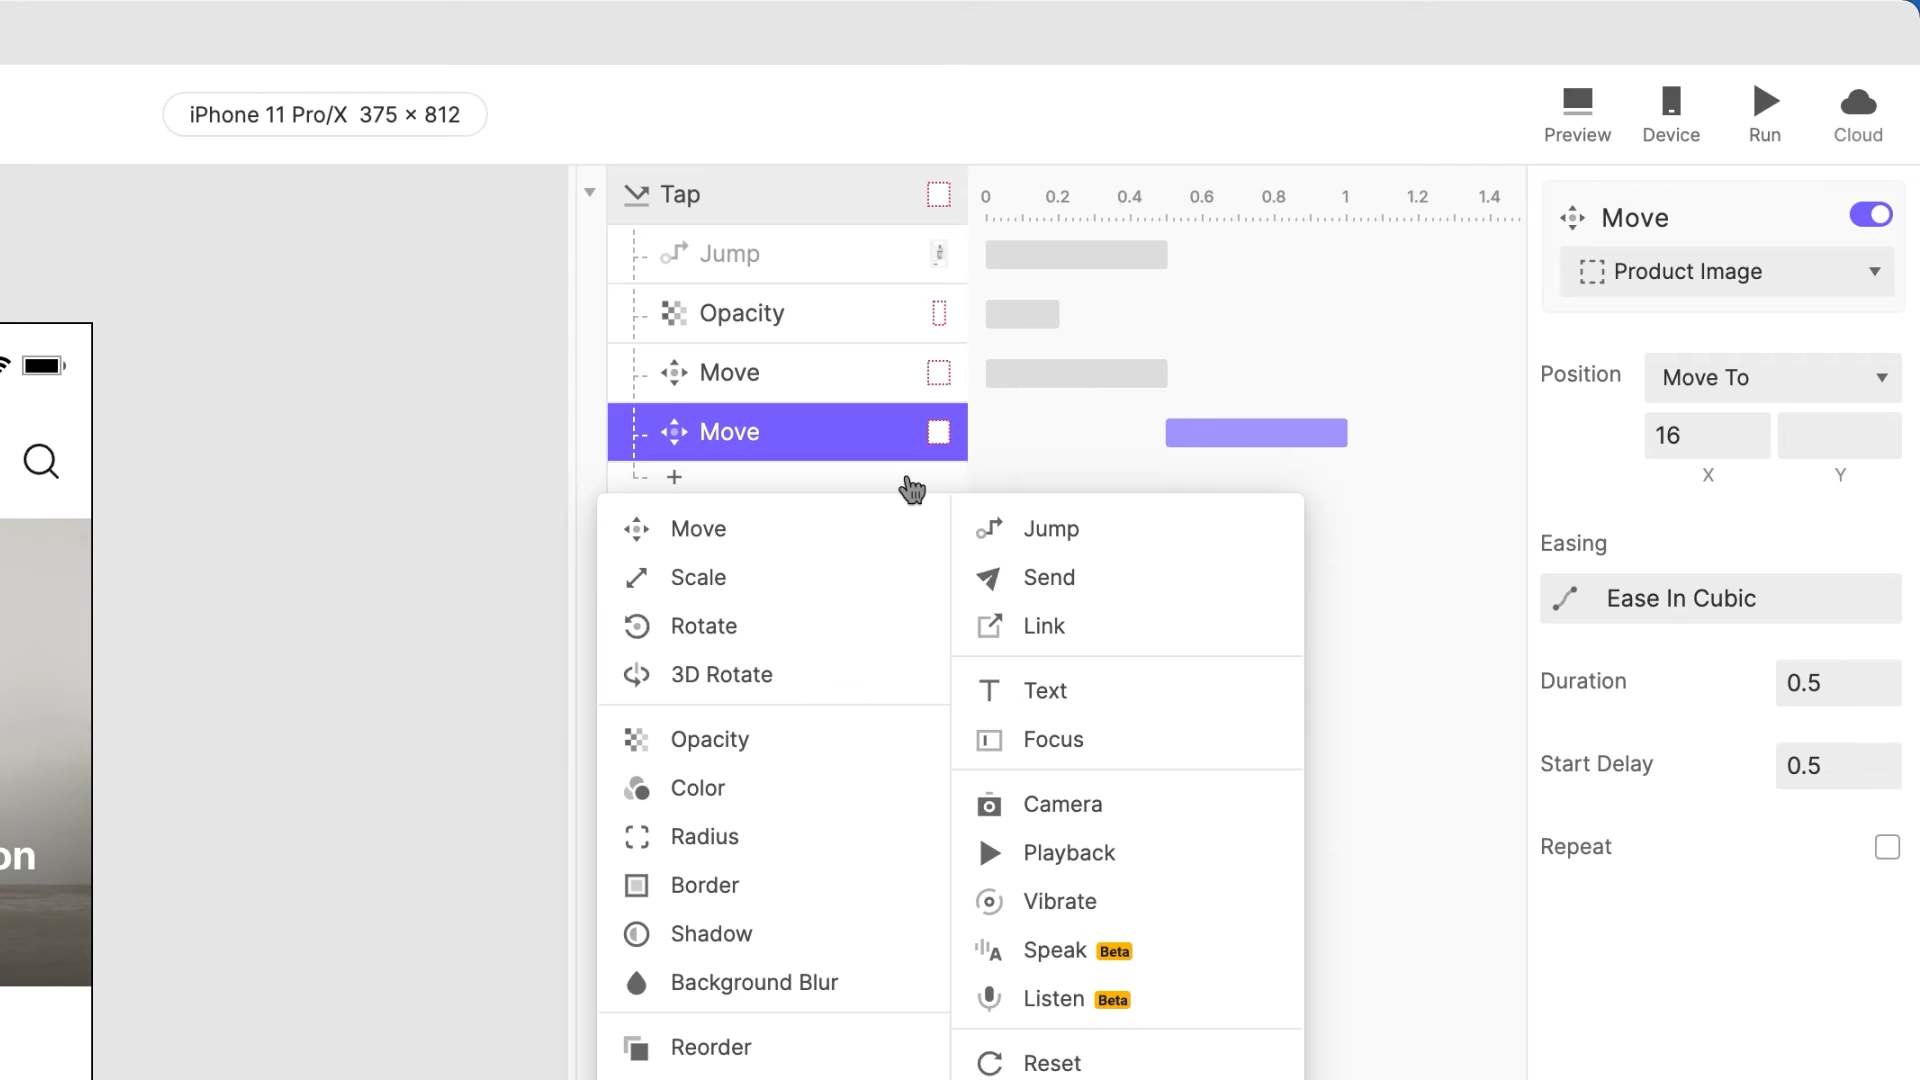 iPhone 11 Pro/X 375 × 812
Preview
Device
Run
Cloud
Tap
0 0.2 0.4 0.6 0.8 1 1.2 1.4
Jump
Opacity
Move
Move
+
Move
Scale
Rotate
3D Rotate
Opacity
Color
Radius
Border
Shadow
Background Blur
Reorder
Jump
Send
Link
Text
Focus
Camera
Playback
Vibrate
Speak Beta
Listen Beta
Reset
Move
Product Image
Position Move To
16
X Y
Easing
Ease In Cubic
Duration 0.5
Start Delay 0.5
Repeat
on